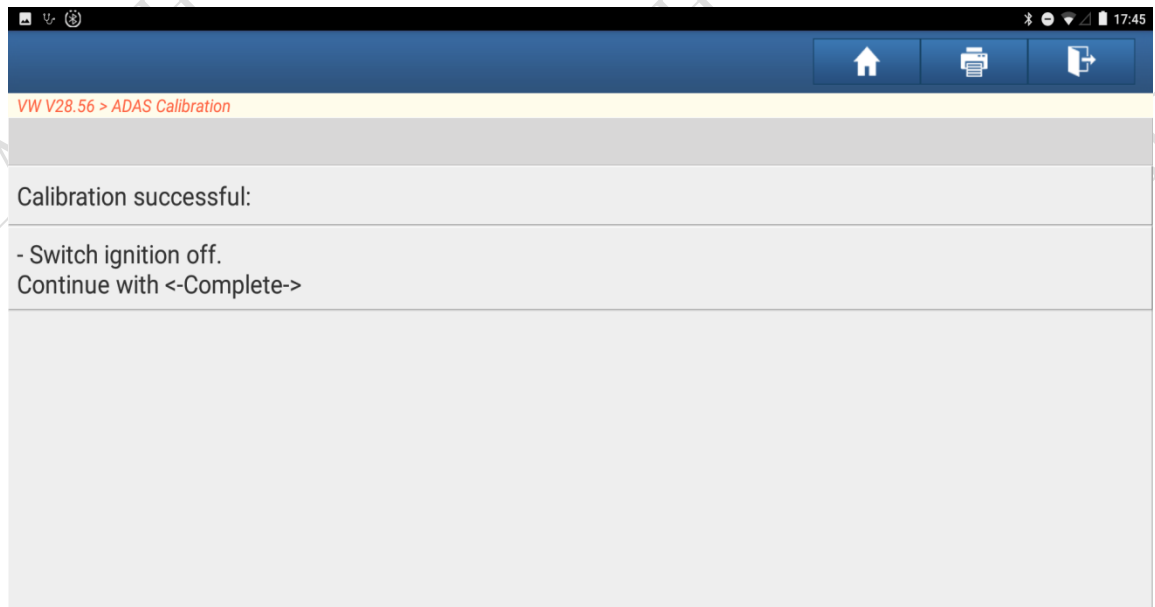 17:45
VW V28.56 > ADAS Calibration
Calibration successful:
- Switch ignition off.
Continue with <-Complete->